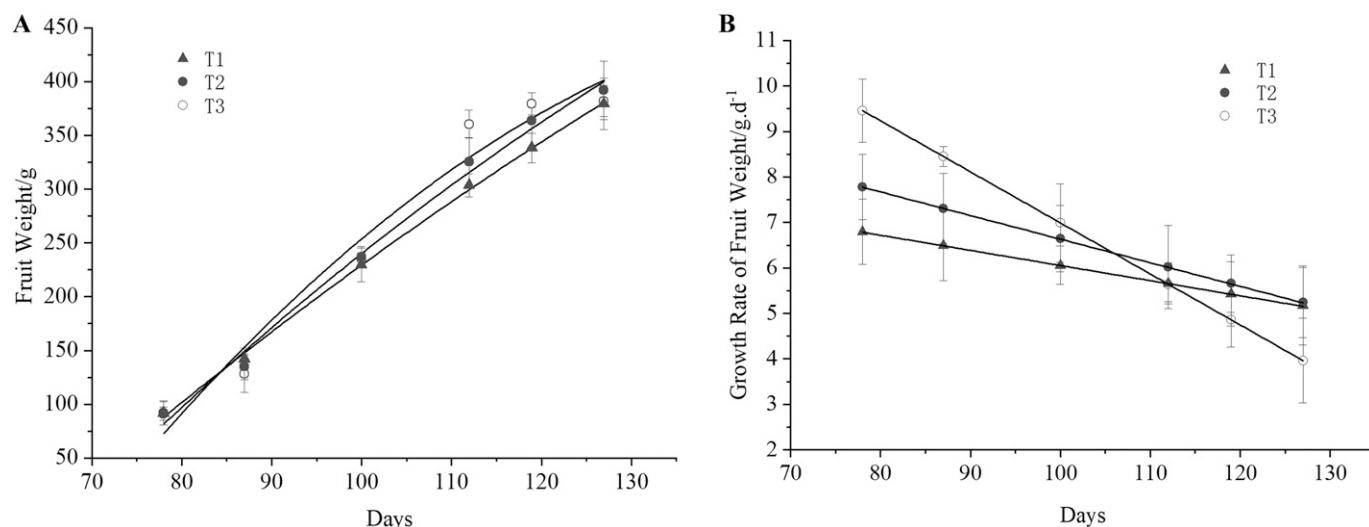 A
450
400
350
300
250
200
150
100
50
70 80 90 100 110 120 130
Fruit Weight/g
Days
T1
T2
T3
B
11
10
9
8
7
6
5
4
3
2
70 80 90 100 110 120 130
Growth Rate of Fruit Weight/g.d-1
Days
T1
T2
T3